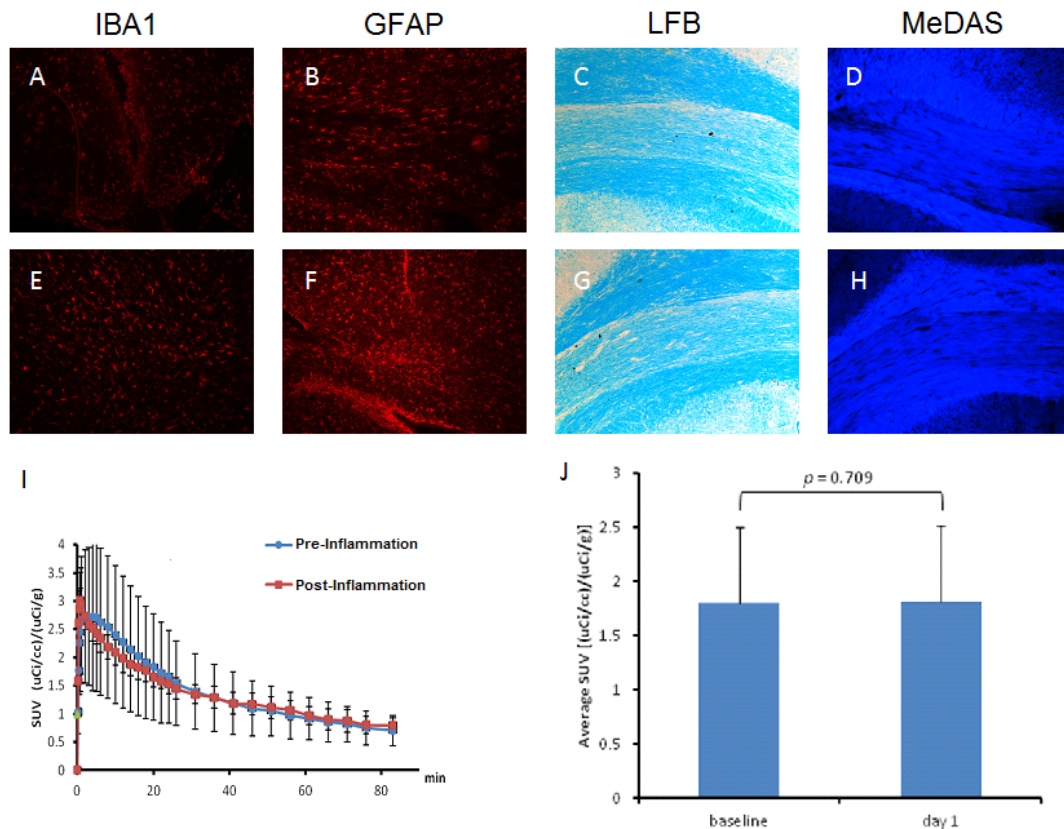 IBA1 GFAP LFB MeDAS
A B C D
E F G H
I
Pre-Inflammation
Post-Inflammation
SUV (uCi/cc)/(uCi/g)
4
3.5
3
2.5
2
1.5
1
0.5
0
0 20 40 60 80 min
J
p = 0.709
Average SUV [(uCi/cc)/(uCi/g)]
3
2.5
2
1.5
1
0.5
0
baseline day 1